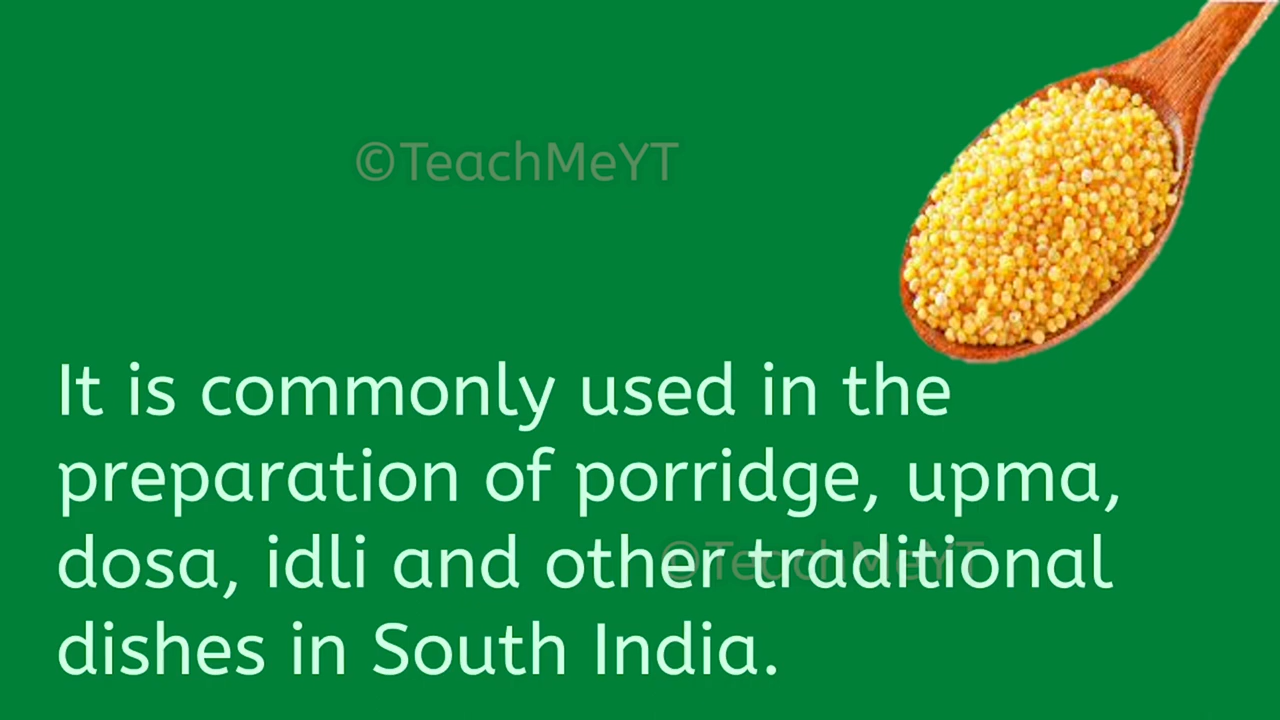 ©TeachMeYT
It is commonly used in the
preparation of porridge, upma,
dosa, idli and other traditional
©TeachMeYT
dishes in South India.